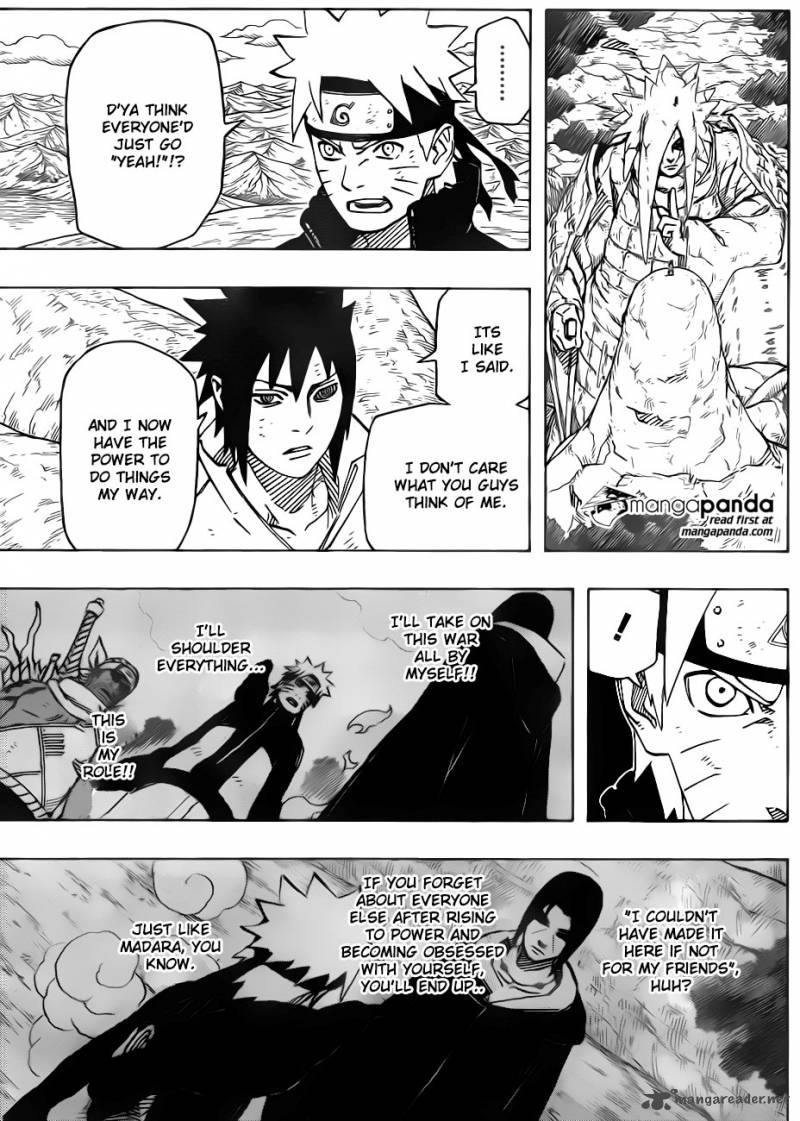 !
mangapanda
read first at
mangapanda.com
.........
D'YA THINK
EVERYONE'D
JUST GO
"YEAH!"!?
ITS
LIKE
I SAID.
I DON'T CARE
WHAT YOU GUYS
THINK OF ME.
AND I NOW
HAVE THE
POWER TO
DO THINGS
MY WAY.
!
I'LL TAKE ON
THIS WAR
ALL BY
MYSELF!!
I'LL
SHOULDER
EVERYTHING...
THIS
IS
MY
ROLE!!
"I COULDN'T
HAVE MADE IT
HERE IF NOT
FOR MY FRIENDS",
HUH?
IF YOU FORGET
ABOUT EVERYONE
ELSE AFTER RISING
TO POWER AND
BECOMING OBSESSED
WITH YOURSELF,
YOU'LL END UP..
JUST LIKE
MADARA, YOU
KNOW.
mangareader.net